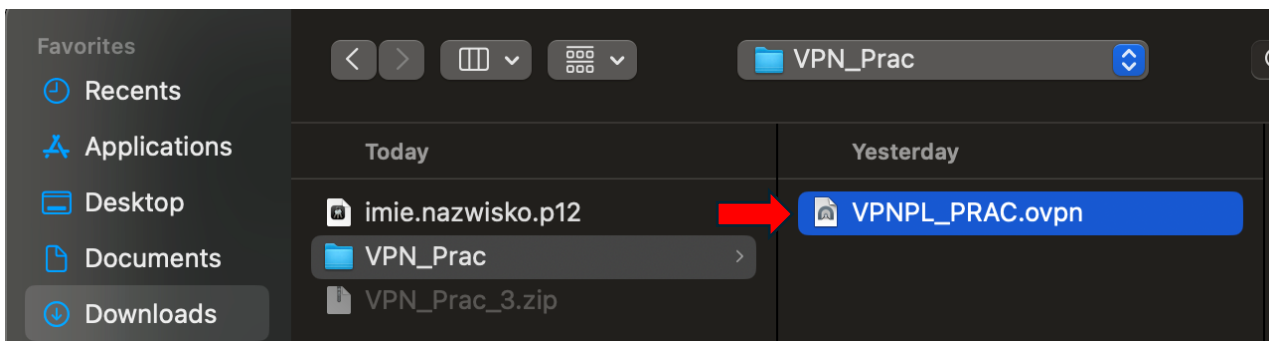 Favorites
Recents
Applications
Desktop
Documents
Downloads
VPN_Prac
Today
imie.nazwisko.p12
VPN_Prac
VPN_Prac_3.zip
Yesterday
VPNPL_PRAC.ovpn